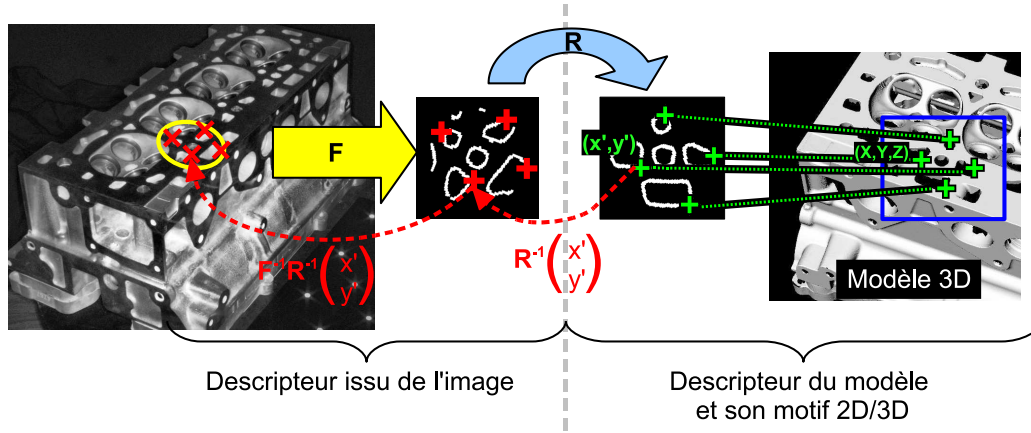 R
F
(x',y')
(X,Y,Z)
F⁻¹R⁻¹(x'
y')
R⁻¹(x'
y')
Modèle 3D
Descripteur issu de l'image
Descripteur du modèle
et son motif 2D/3D